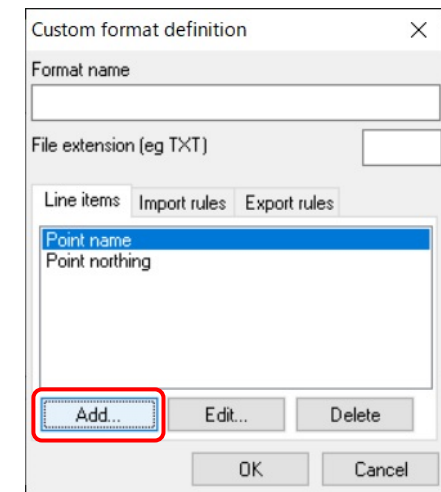 Custom format definition
Format name
File extension (eg TXT)
Line items Import rules Export rules
Point name
Point northing
Add... Edit... Delete
OK Cancel